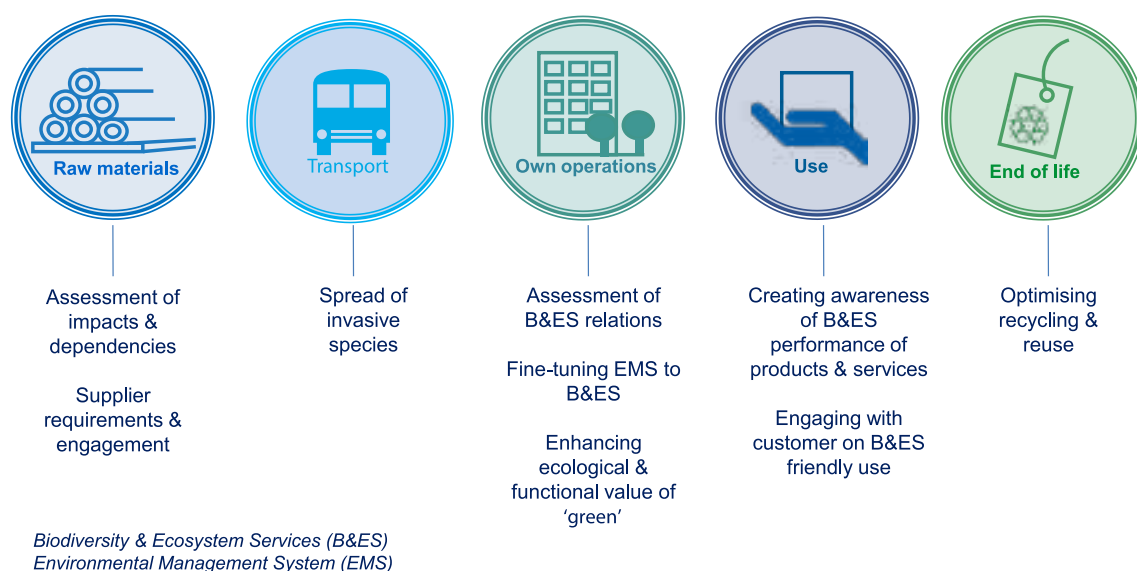 Raw materials
Transport
Own operations
Use
End of life
Assessment of
impacts &
dependencies
Supplier
requirements &
engagement
Spread of
invasive
species
Assessment of
B&ES relations
Fine-tuning EMS to
B&ES
Enhancing
ecological &
functional value of
‘green’
Creating awareness
of B&ES
performance of
products & services
Engaging with
customer on B&ES
friendly use
Optimising
recycling &
reuse
Biodiversity & Ecosystem Services (B&ES)
Environmental Management System (EMS)